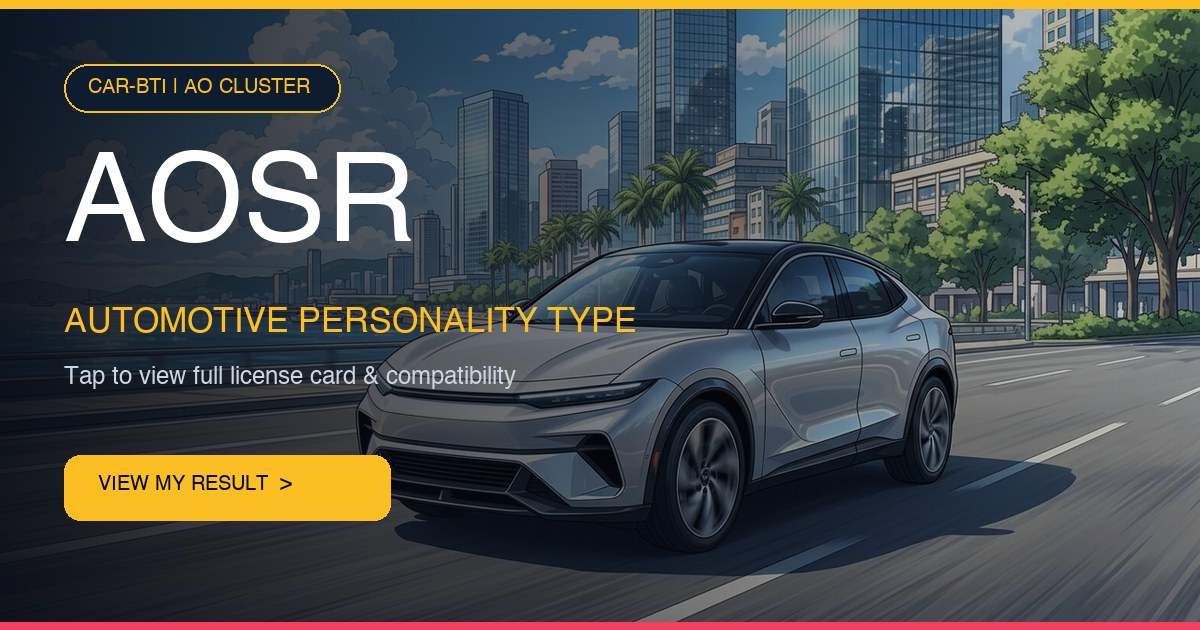 CAR-BTI | AO CLUSTER
AOSR
AUTOMOTIVE PERSONALITY TYPE
Tap to view full license card & compatibility
VIEW MY RESULT >